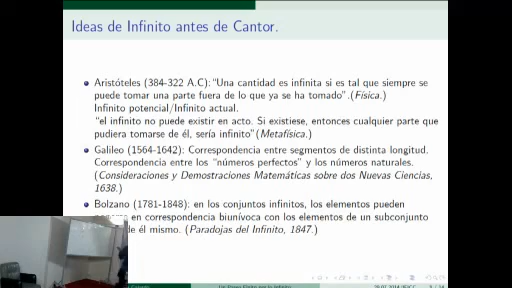 Ideas de Infinito antes de Cantor.
Aristóteles (384-322 A.C):"Una cantidad es infinita si es tal que siempre se
puede tomar una parte fuera de lo que ya se ha tomado".(Física.)
Infinito potencial/Infinito actual.
"el infinito no puede existir en acto. Si existiese, entonces cualquier parte que
pudiera tomarse de él, sería infinito"(Metafísica.)
Galileo (1564-1642): Correspondencia entre segmentos de distinta longitud.
Correspondencia entre los "números perfectos" y los números naturales.
(Consideraciones y Demostraciones Matemáticas sobre dos Nuevas Ciencias,
1638.)
Bolzano (1781-1848): en los conjuntos infinitos, los elementos pueden
en correspondencia biunívoca con los elementos de un subconjunto
de él mismo. (Paradojas del Infinito, 1847.)